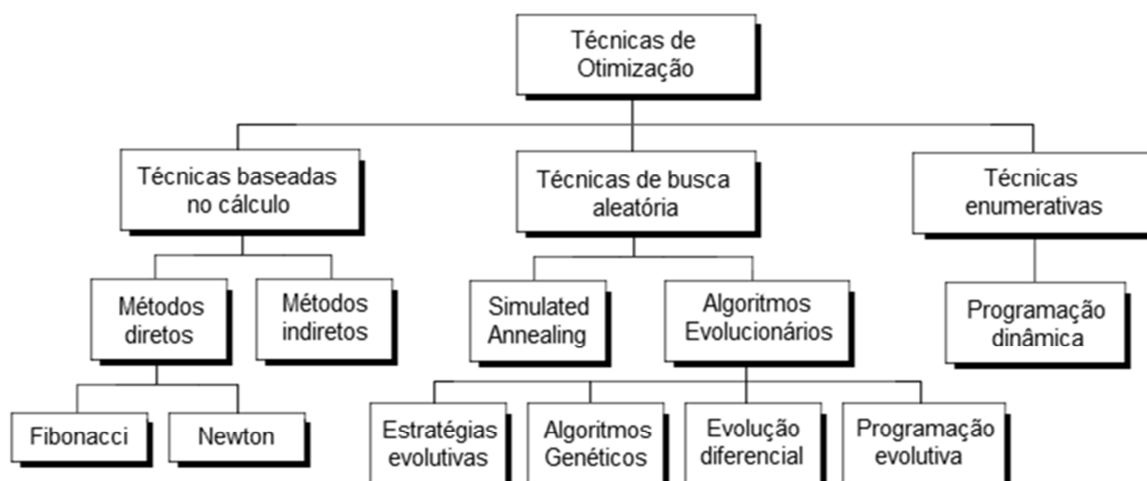 Técnicas de
Otimização
Técnicas baseadas
no cálculo
Técnicas de busca
aleatória
Técnicas
enumerativas
Métodos
diretos
Métodos
indiretos
Simulated
Annealing
Algoritmos
Evolucionários
Programação
dinâmica
Fibonacci
Newton
Estratégias
evolutivas
Algoritmos
Genéticos
Evolução
diferencial
Programação
evolutiva